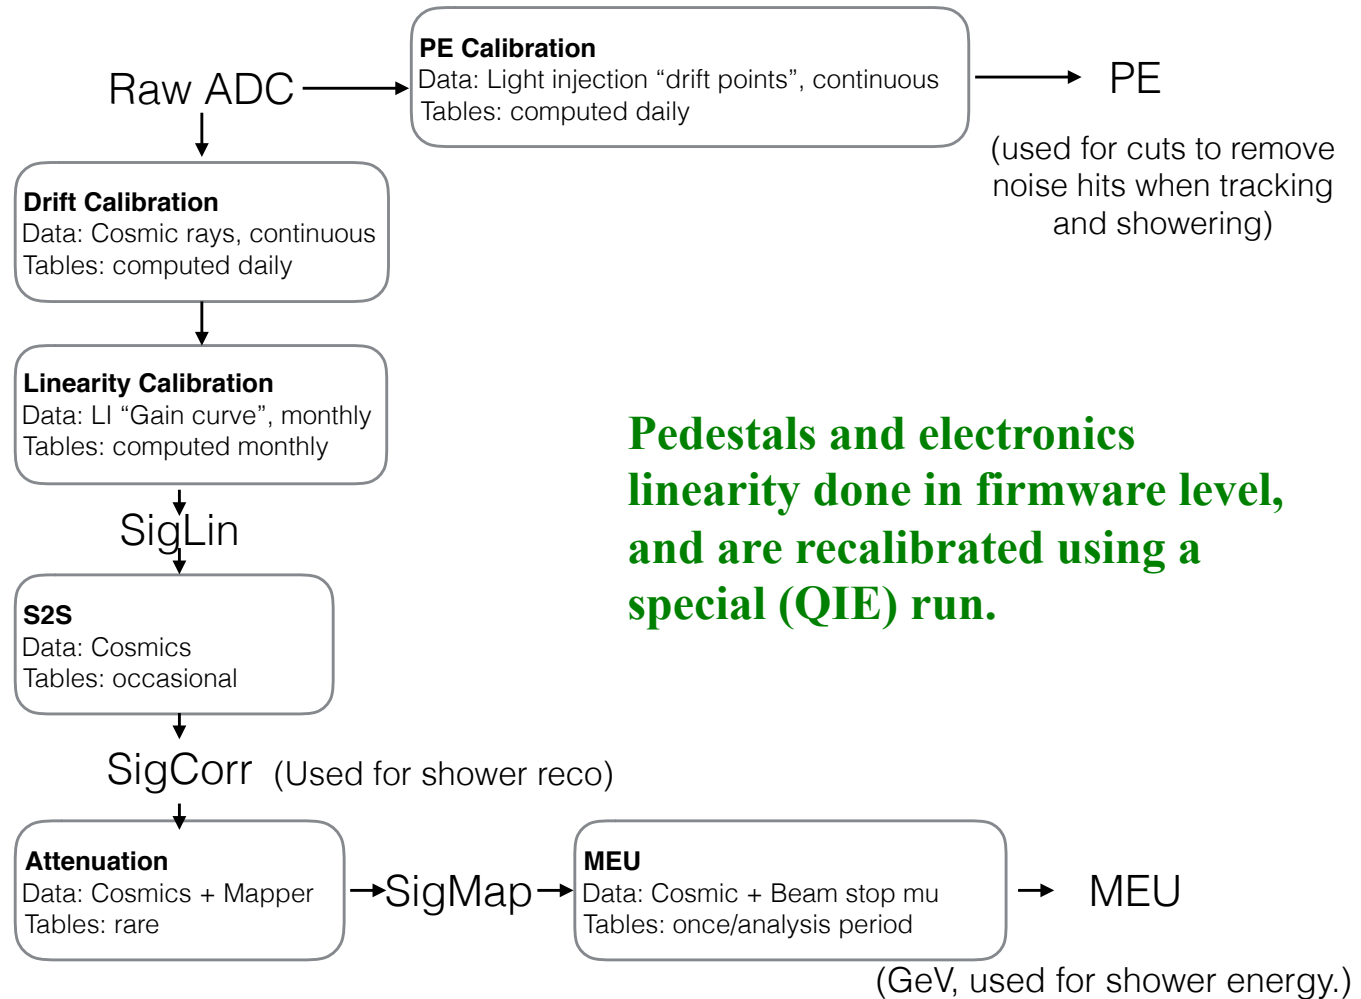 Raw ADC
PE Calibration
Data: Light injection “drift points”, continuous
Tables: computed daily
PE
(used for cuts to remove
noise hits when tracking
and showering)
Drift Calibration
Data: Cosmic rays, continuous
Tables: computed daily
Linearity Calibration
Data: LI “Gain curve”, monthly
Tables: computed monthly
Pedestals and electronics
linearity done in firmware level,
and are recalibrated using a
special (QIE) run.
SigLin
S2S
Data: Cosmics
Tables: occasional
SigCorr (Used for shower reco)
Attenuation
Data: Cosmics + Mapper
Tables: rare
SigMap
MEU
Data: Cosmic + Beam stop mu
Tables: once/analysis period
MEU
(GeV, used for shower energy.)